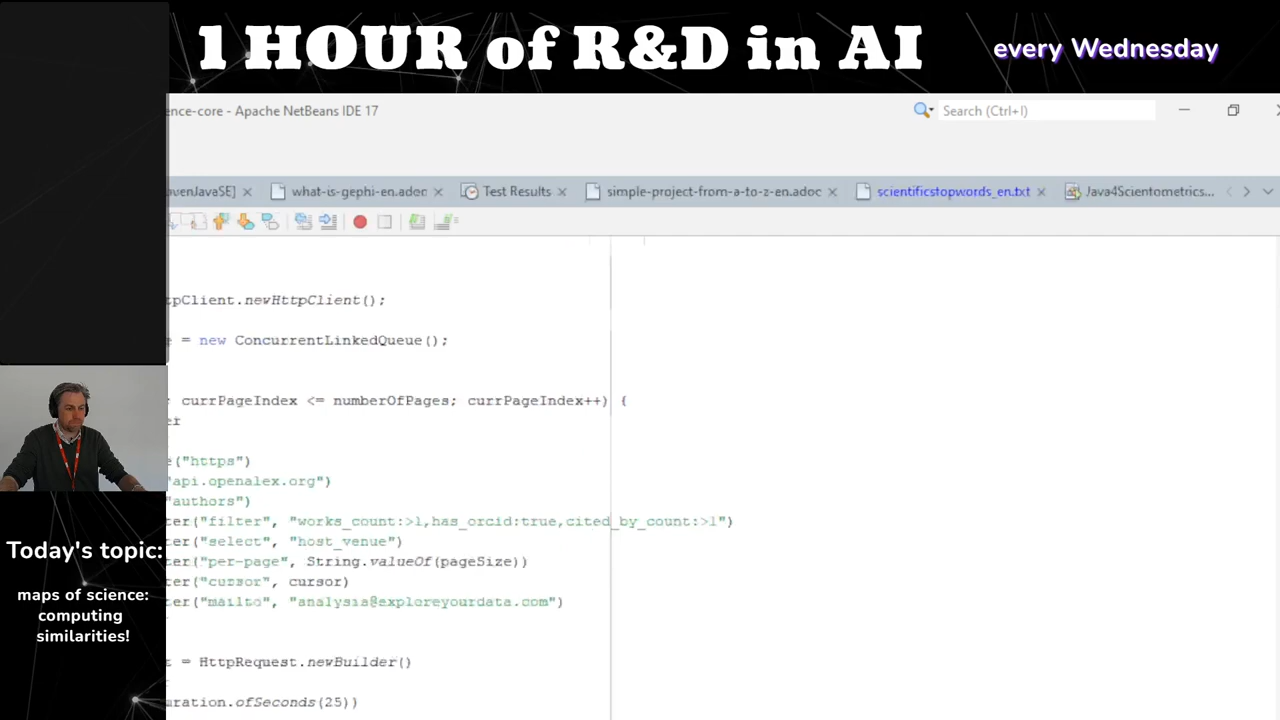 1 HOUR of R&D in AI
every Wednesday
ence-core - Apache NetBeans IDE 17
Search (Ctrl+I)
avenJavaSE]
what-is-gephi-en.adoc
Test Results
simple-project-from-a-to-z-en.adoc
scientificstopwords_en.txt
Java4Scientometrics...
tpClient.newHttpClient();
e = new ConcurrentLinkedQueue();
; currPageIndex <= numberOfPages; currPageIndex++) {
er
e("https")
"api.openalex.org")
"authors")
ter("filter", "works_count:>1,has_orcid:true,cited_by_count:>1")
ter("select", "host_venue")
ter("per-page", String.valueOf(pageSize))
ter("cursor", cursor)
ter("mailto", "analysis@exploreyourdata.com")
t = HttpRequest.newBuilder()
uration.ofSeconds(25))
Today's topic:
maps of science:
computing
similarities!